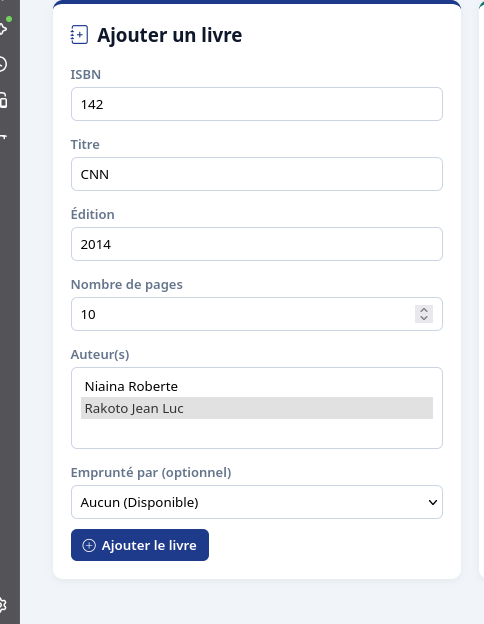 Ajouter un livre
ISBN
142
Titre
CNN
Édition
2014
Nombre de pages
10
Auteur(s)
Niaina Roberte
Rakoto Jean Luc
Emprunté par (optionnel)
Aucun (Disponible)
Ajouter le livre